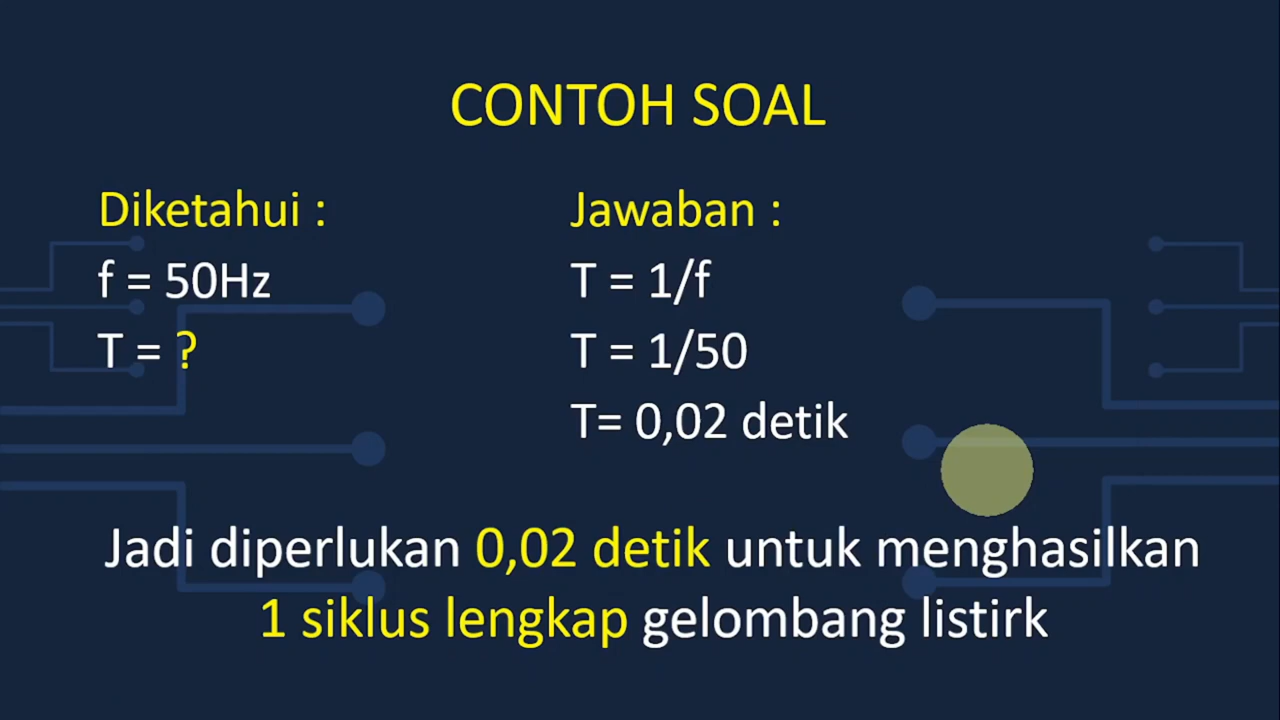 CONTOH SOAL
Diketahui :
f = 50Hz
T = ?
Jawaban :
T = 1/f
T = 1/50
T= 0,02 detik
Jadi diperlukan 0,02 detik untuk menghasilkan
1 siklus lengkap gelombang listirk